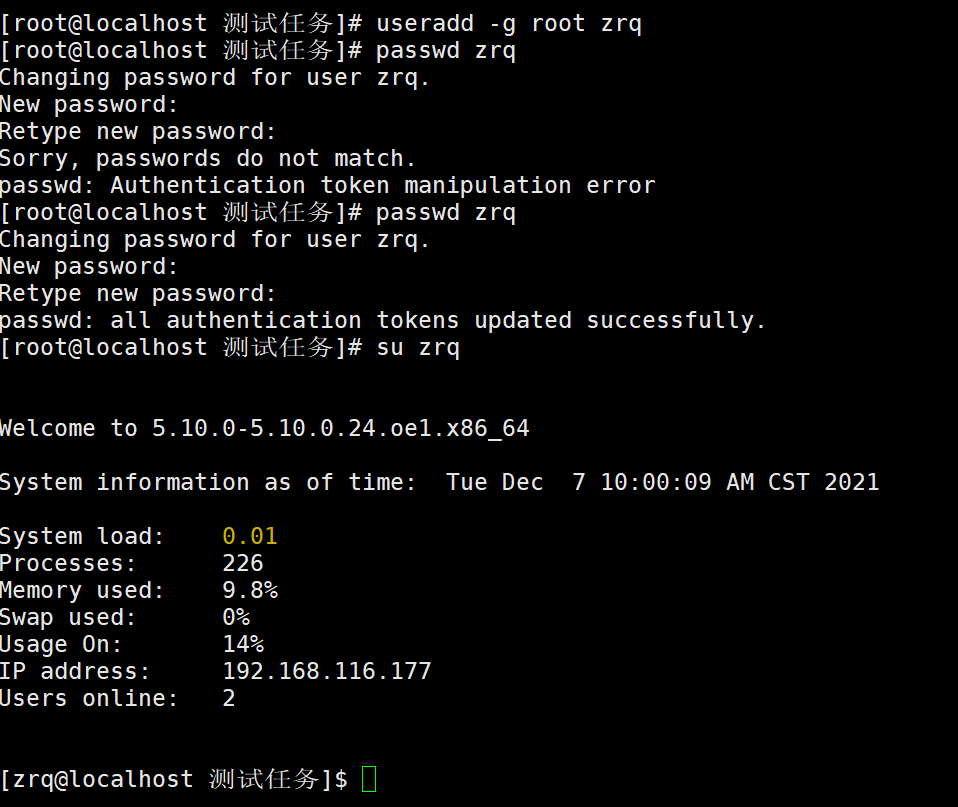 [root@localhost 测试任务]# useradd -g root zrq
[root@localhost 测试任务]# passwd zrq
Changing password for user zrq.
New password:
Retype new password:
Sorry, passwords do not match.
passwd: Authentication token manipulation error
[root@localhost 测试任务]# passwd zrq
Changing password for user zrq.
New password:
Retype new password:
passwd: all authentication tokens updated successfully.
[root@localhost 测试任务]# su zrq
Welcome to 5.10.0-5.10.0.24.oe1.x86_64
System information as of time:  Tue Dec  7 10:00:09 AM CST 2021
System load:    0.01
Processes:      226
Memory used:    9.8%
Swap used:      0%
Usage On:       14%
IP address:     192.168.116.177
Users online:   2
[zrq@localhost 测试任务]$